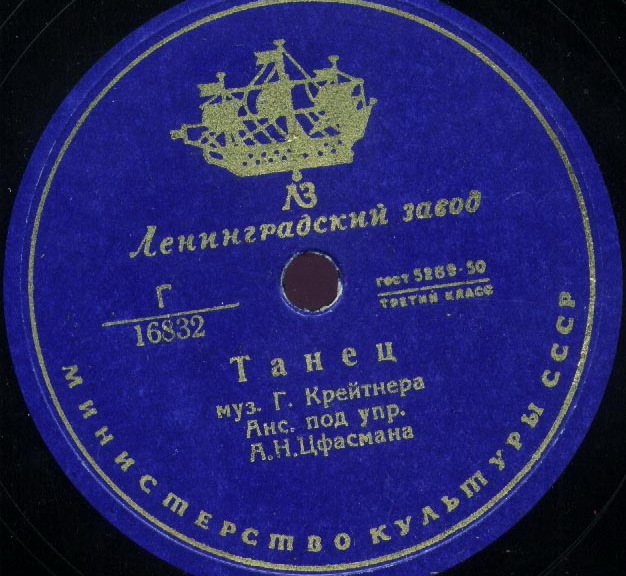 ЛЗ
Ленинградский завод
Г
16832
ГОСТ 5289-50
ТРЕТИЙ КЛАСС
Танец
муз. Г. Крейтнера
Анс. под упр.
А.Н.Цфасмана
МИНИСТЕРСТВО КУЛЬТУРЫ СССР